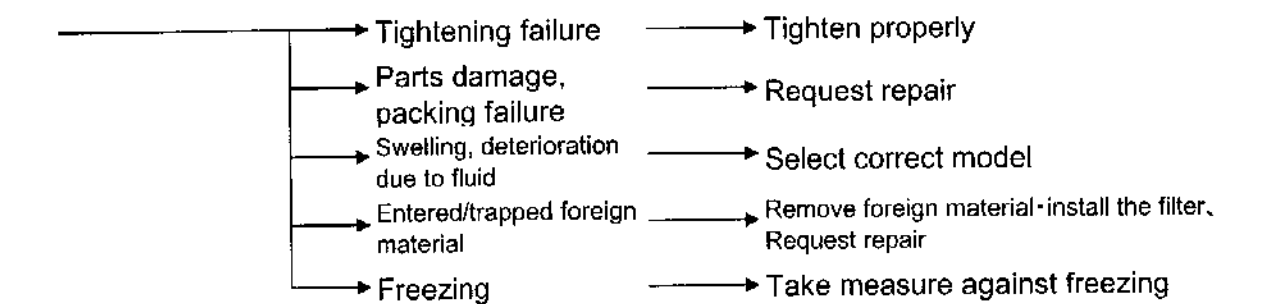 Tightening failure
Tighten properly
Parts damage,
packing failure
Request repair
Swelling, deterioration
due to fluid
Select correct model
Entered/trapped foreign
material
Remove foreign material・install the filter、
Request repair
Freezing
Take measure against freezing